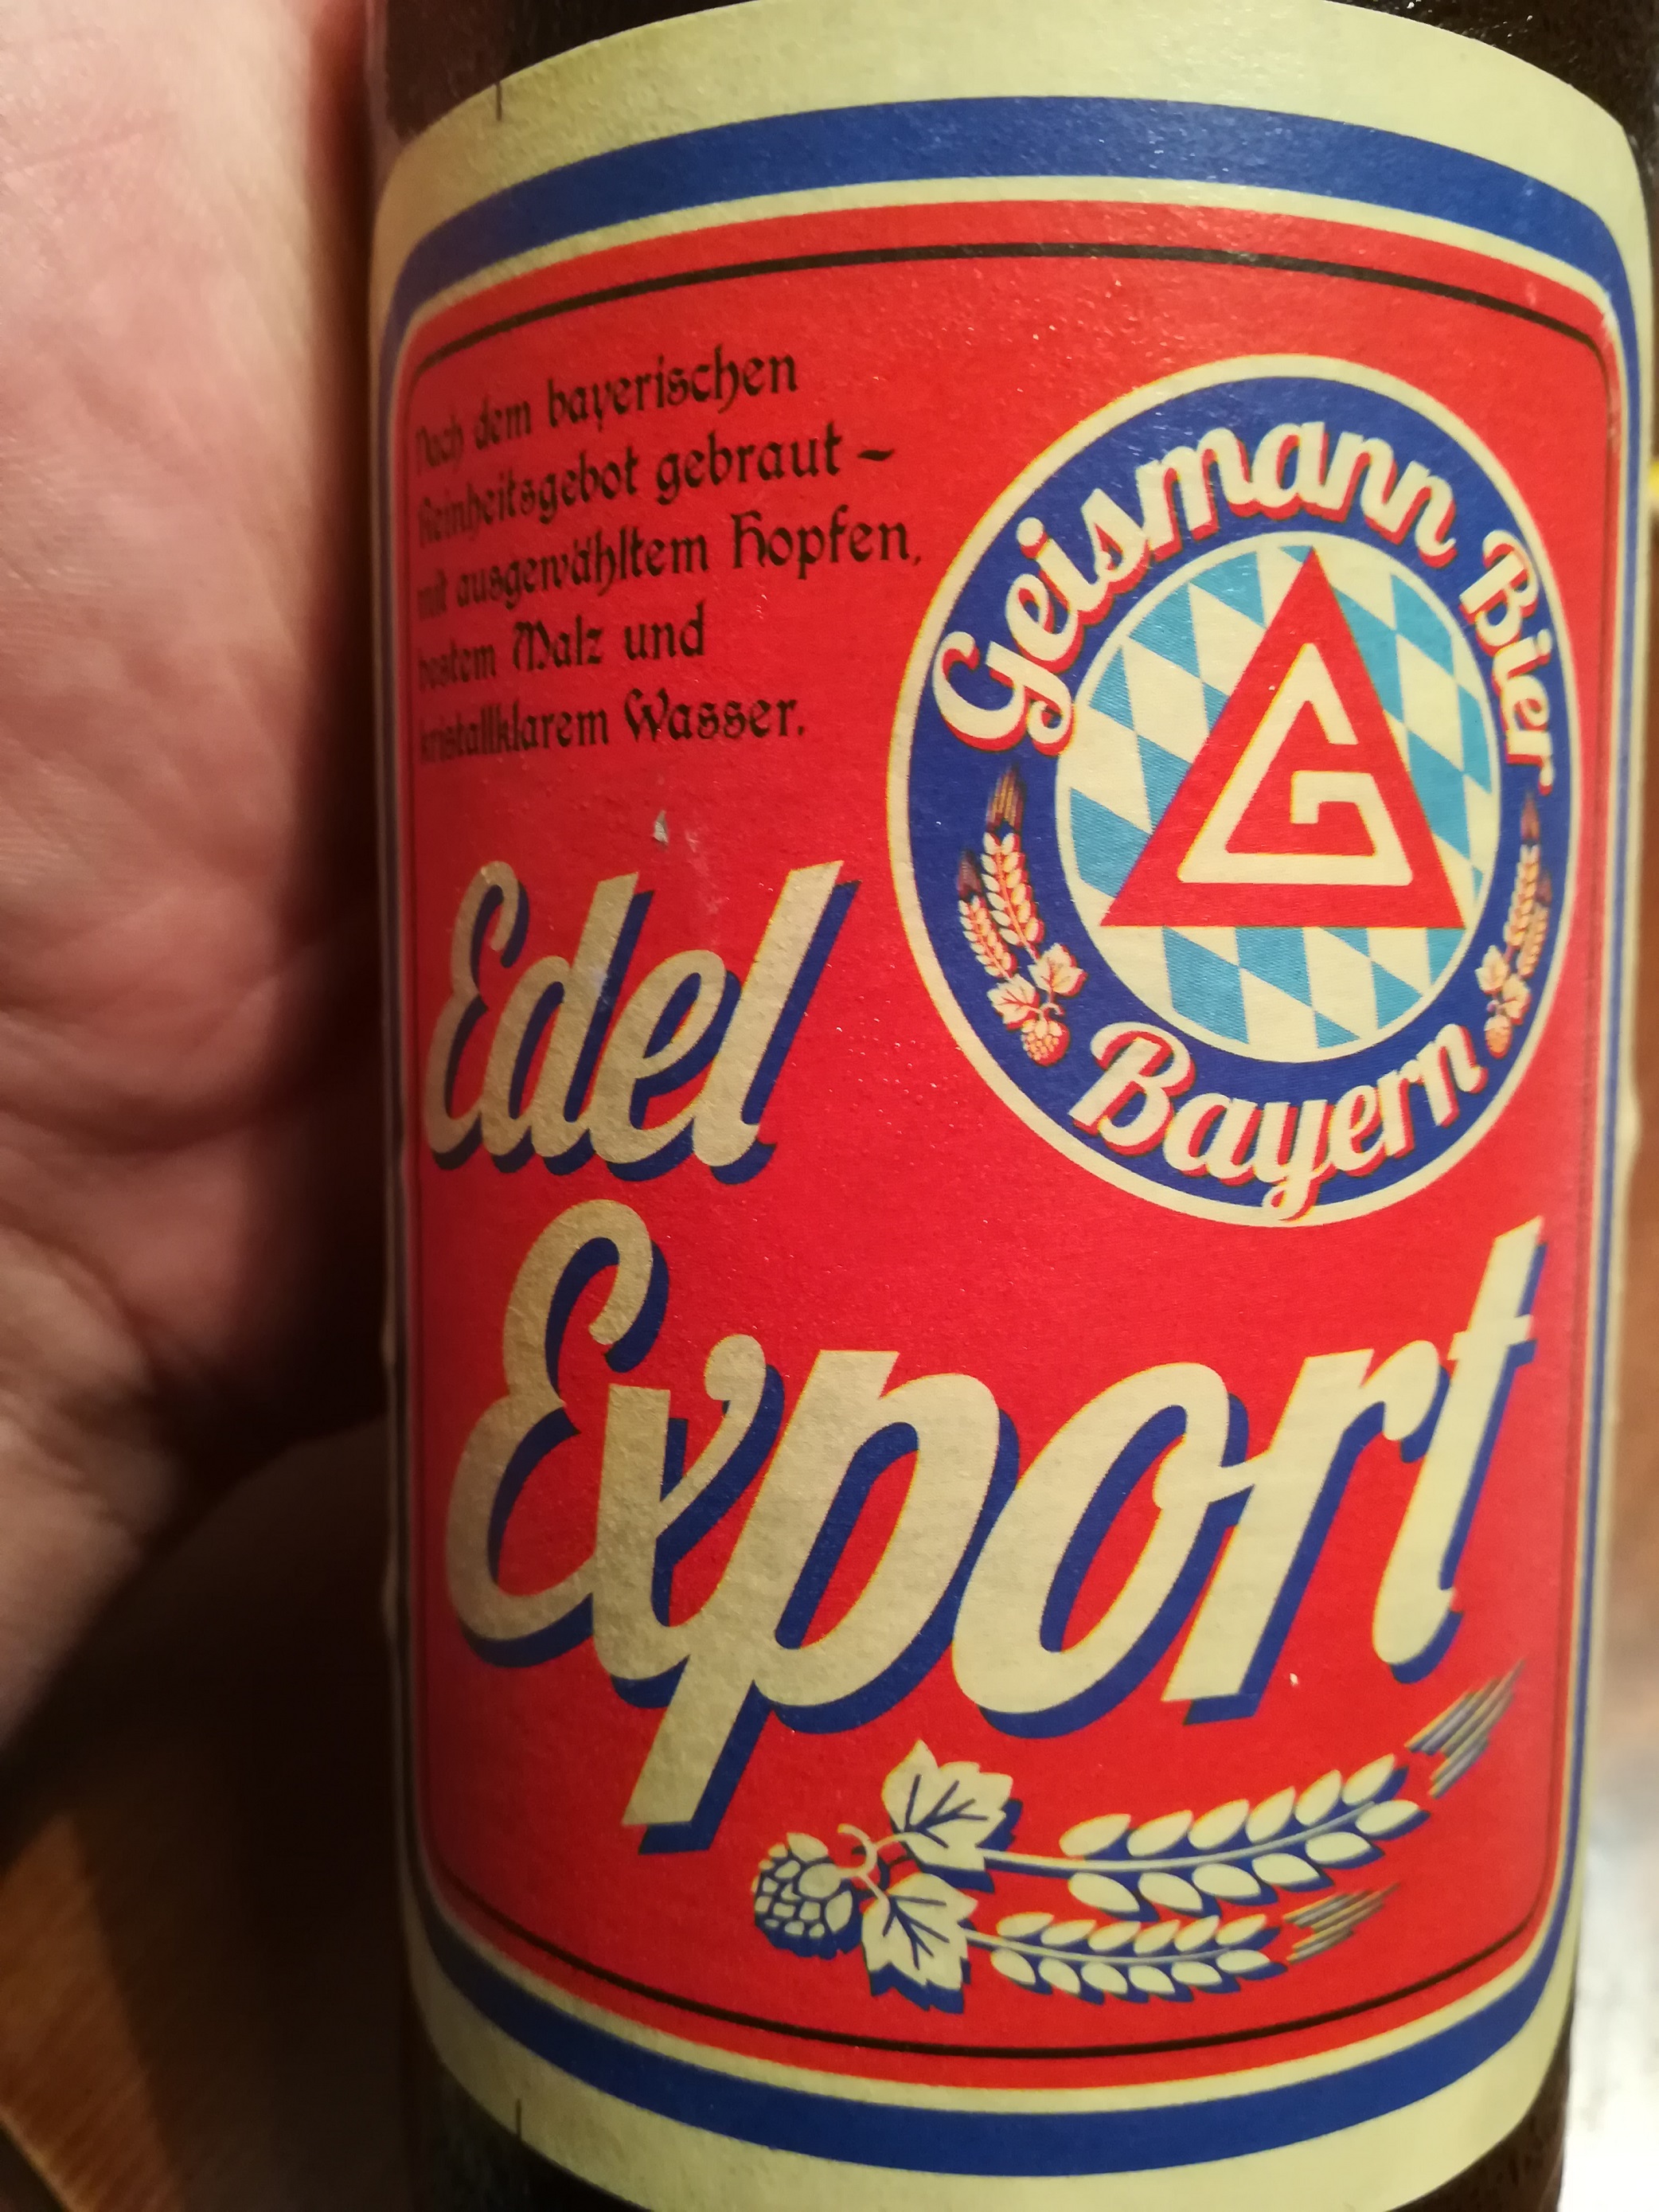 Nach dem bayerischen
Reinheitsgebot gebraut –
mit ausgewähltem Hopfen,
bestem Malz und
kristallklarem Wasser.
Geismann Bier
G
Bayern
Edel
Export